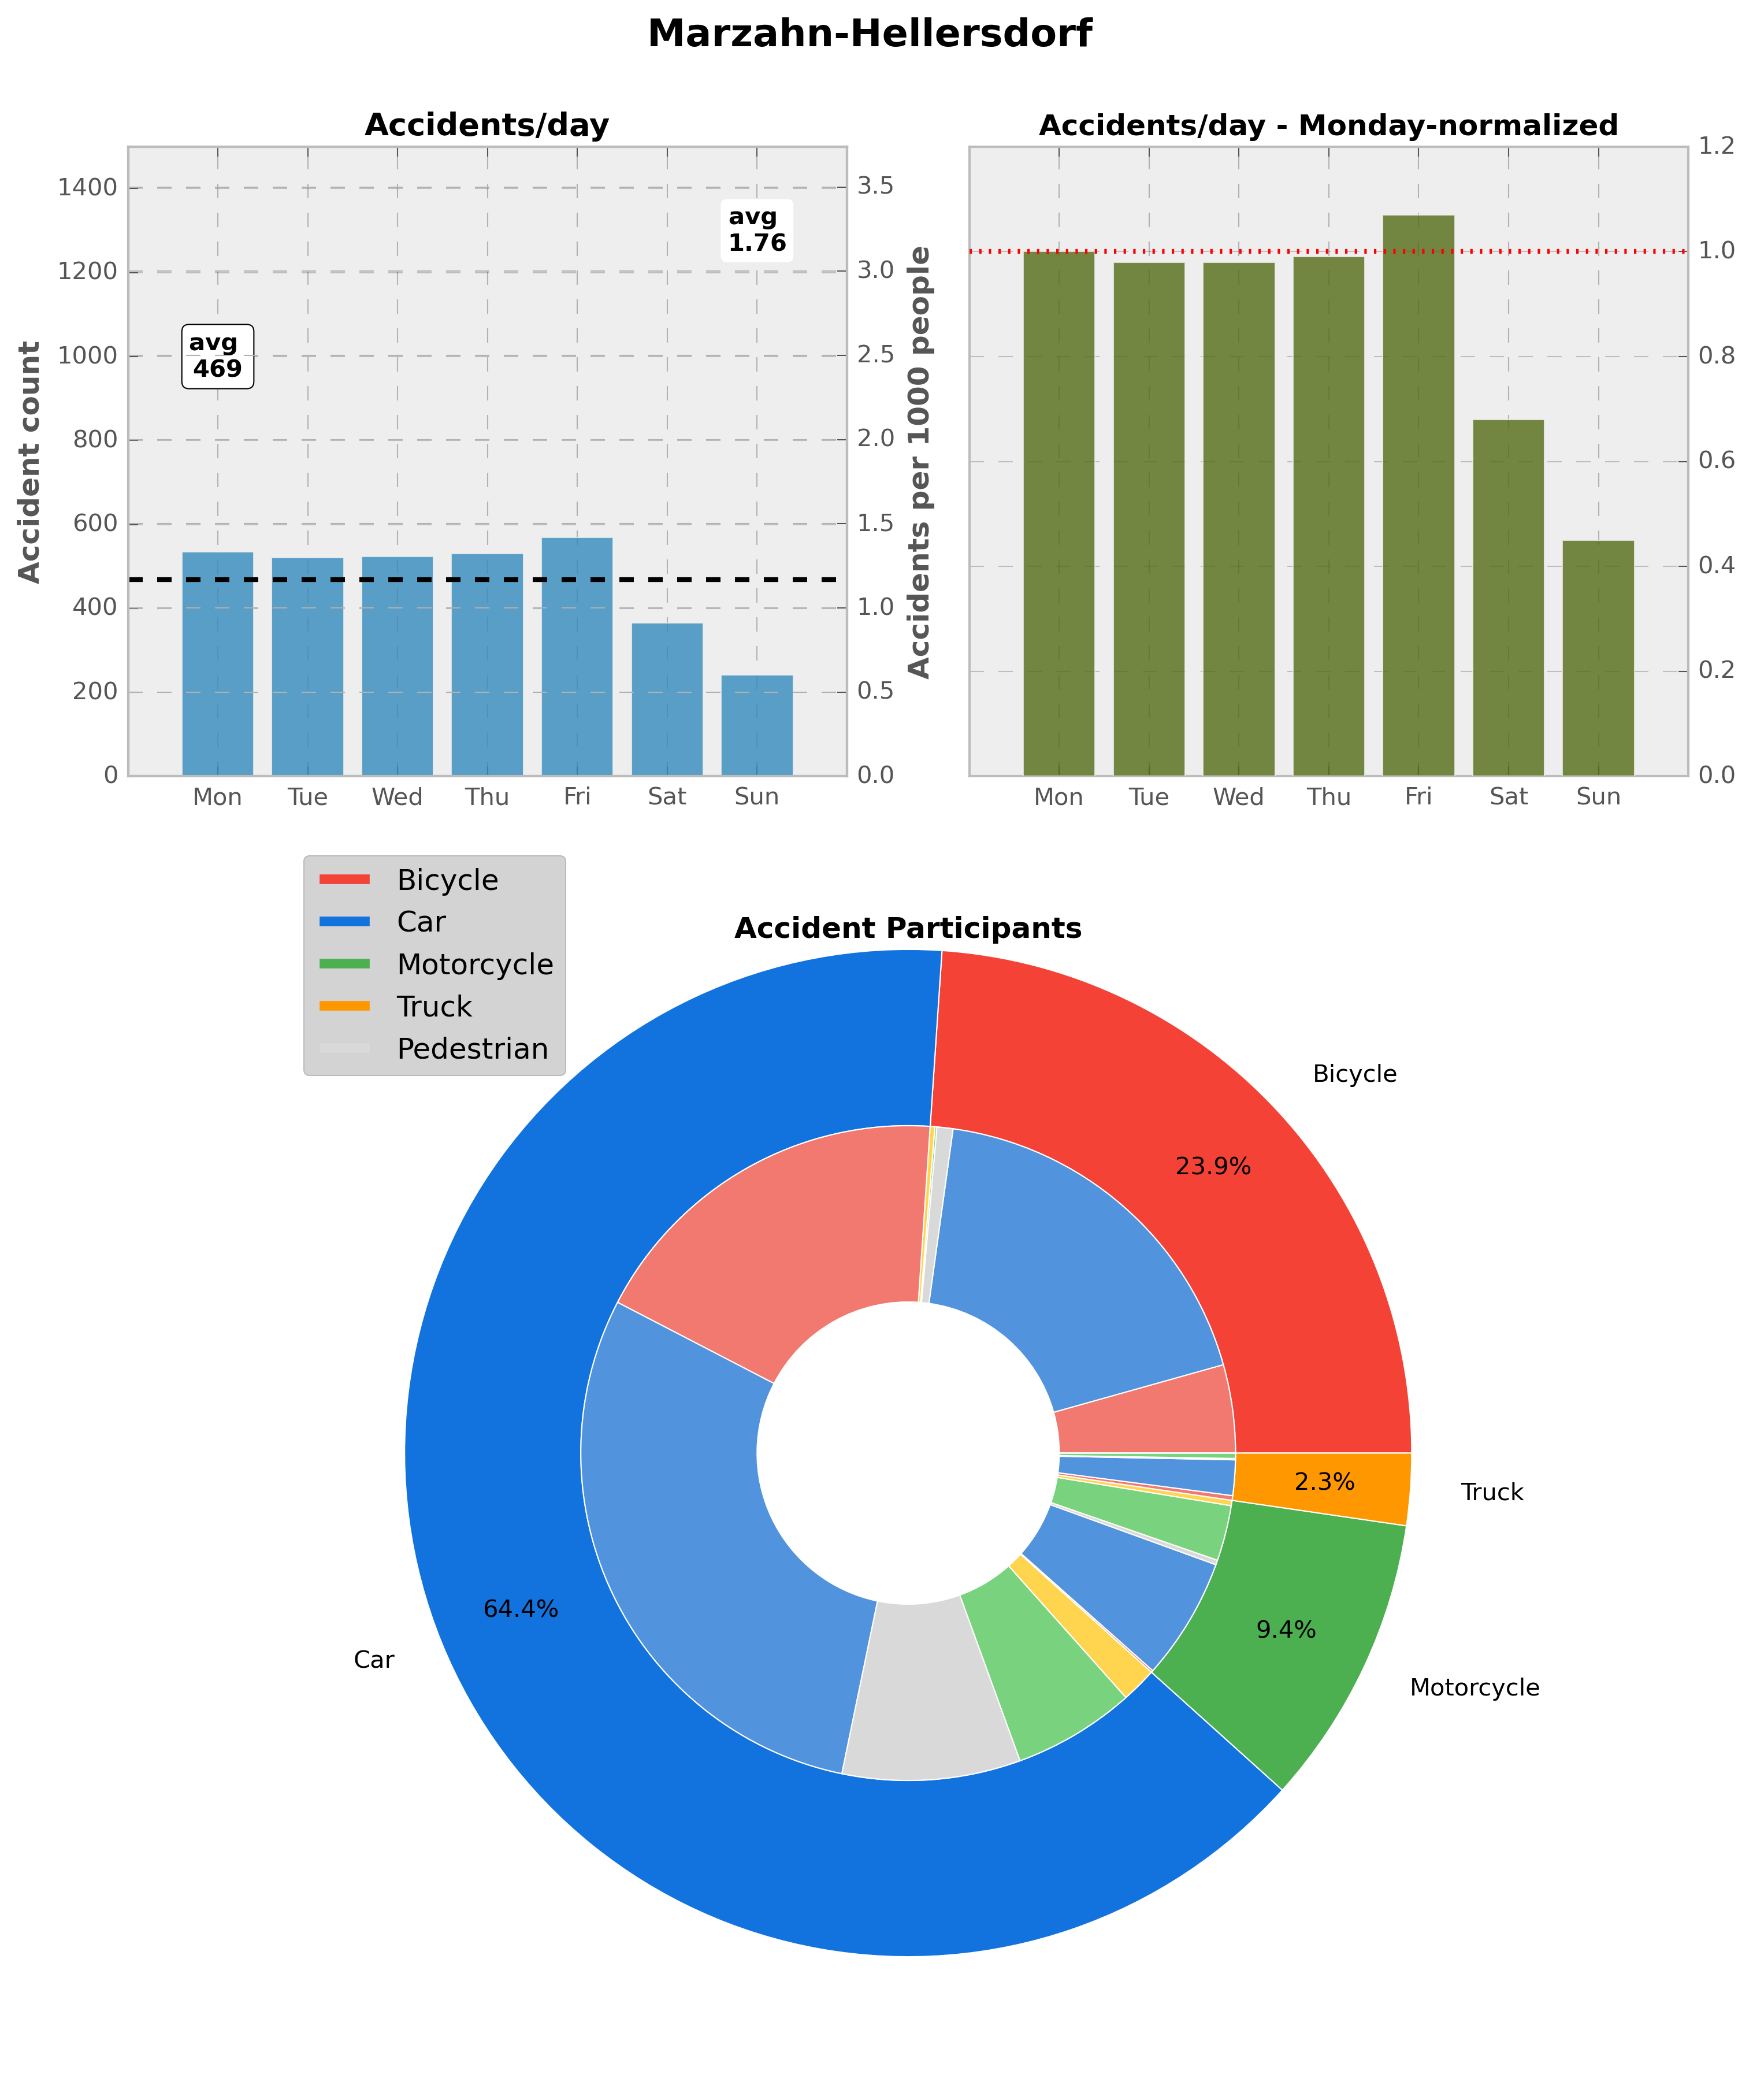 Marzahn-Hellersdorf
Accidents/day
Accident count
1400
1200
1000
800
600
400
200
0
avg
469
avg
1.76
3.5
3.0
2.5
2.0
1.5
1.0
0.5
0.0
Mon Tue Wed Thu Fri Sat Sun
Accidents per 1000 people
Accidents/day - Monday-normalized
1.2
1.0
0.8
0.6
0.4
0.2
0.0
Mon Tue Wed Thu Fri Sat Sun
Bicycle
Car
Motorcycle
Truck
Pedestrian
Accident Participants
Bicycle
23.9%
2.3%
Truck
64.4%
9.4%
Car
Motorcycle